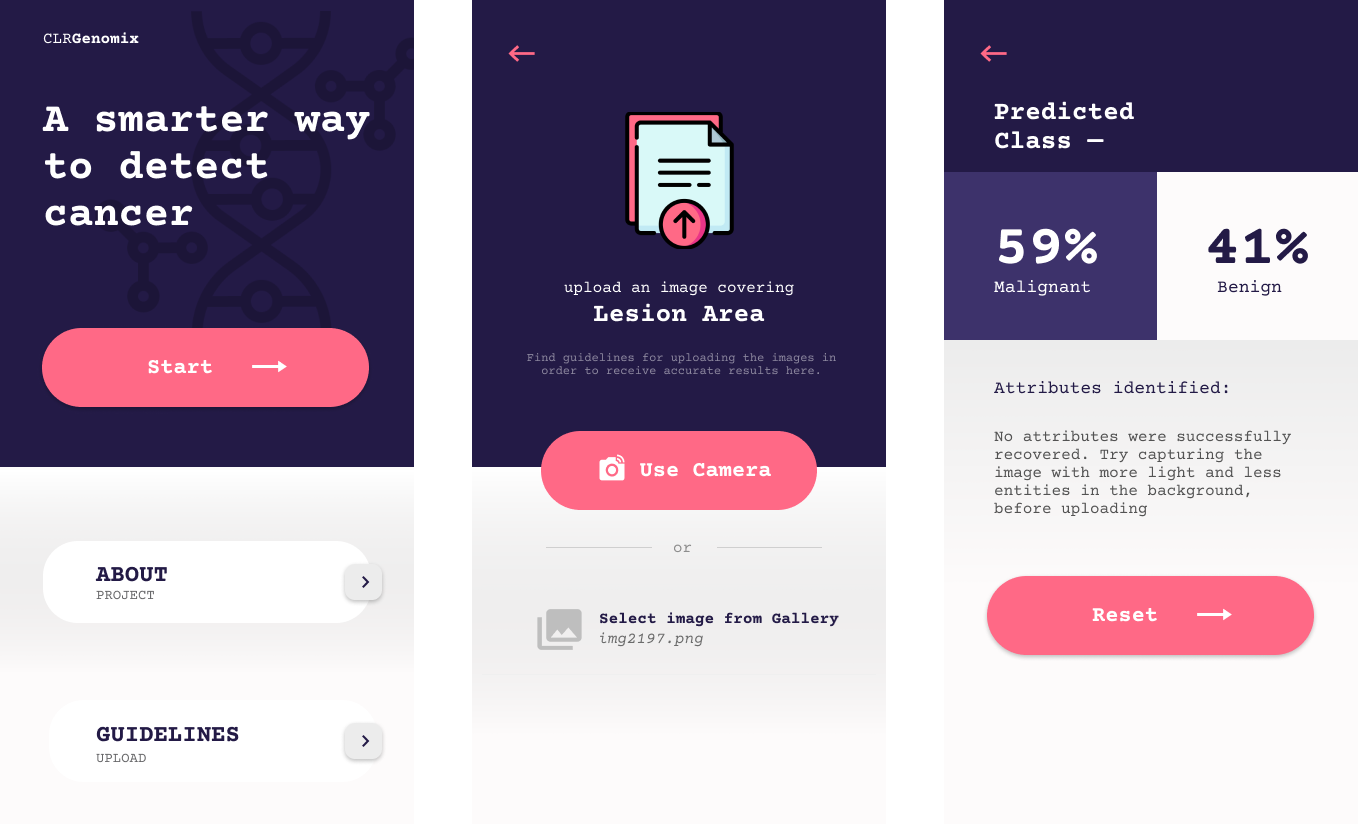 CLRGenomix
A smarter way
to detect
cancer
Start
ABOUT
PROJECT
GUIDELINES
UPLOAD
upload an image covering
Lesion Area
Find guidelines for uploading the images in
order to receive accurate results here.
Use Camera
or
Select image from Gallery
img2197.png
Predicted
Class —
59%
Malignant
41%
Benign
Attributes identified:
No attributes were successfully
recovered. Try capturing the
image with more light and less
entities in the background,
before uploading
Reset